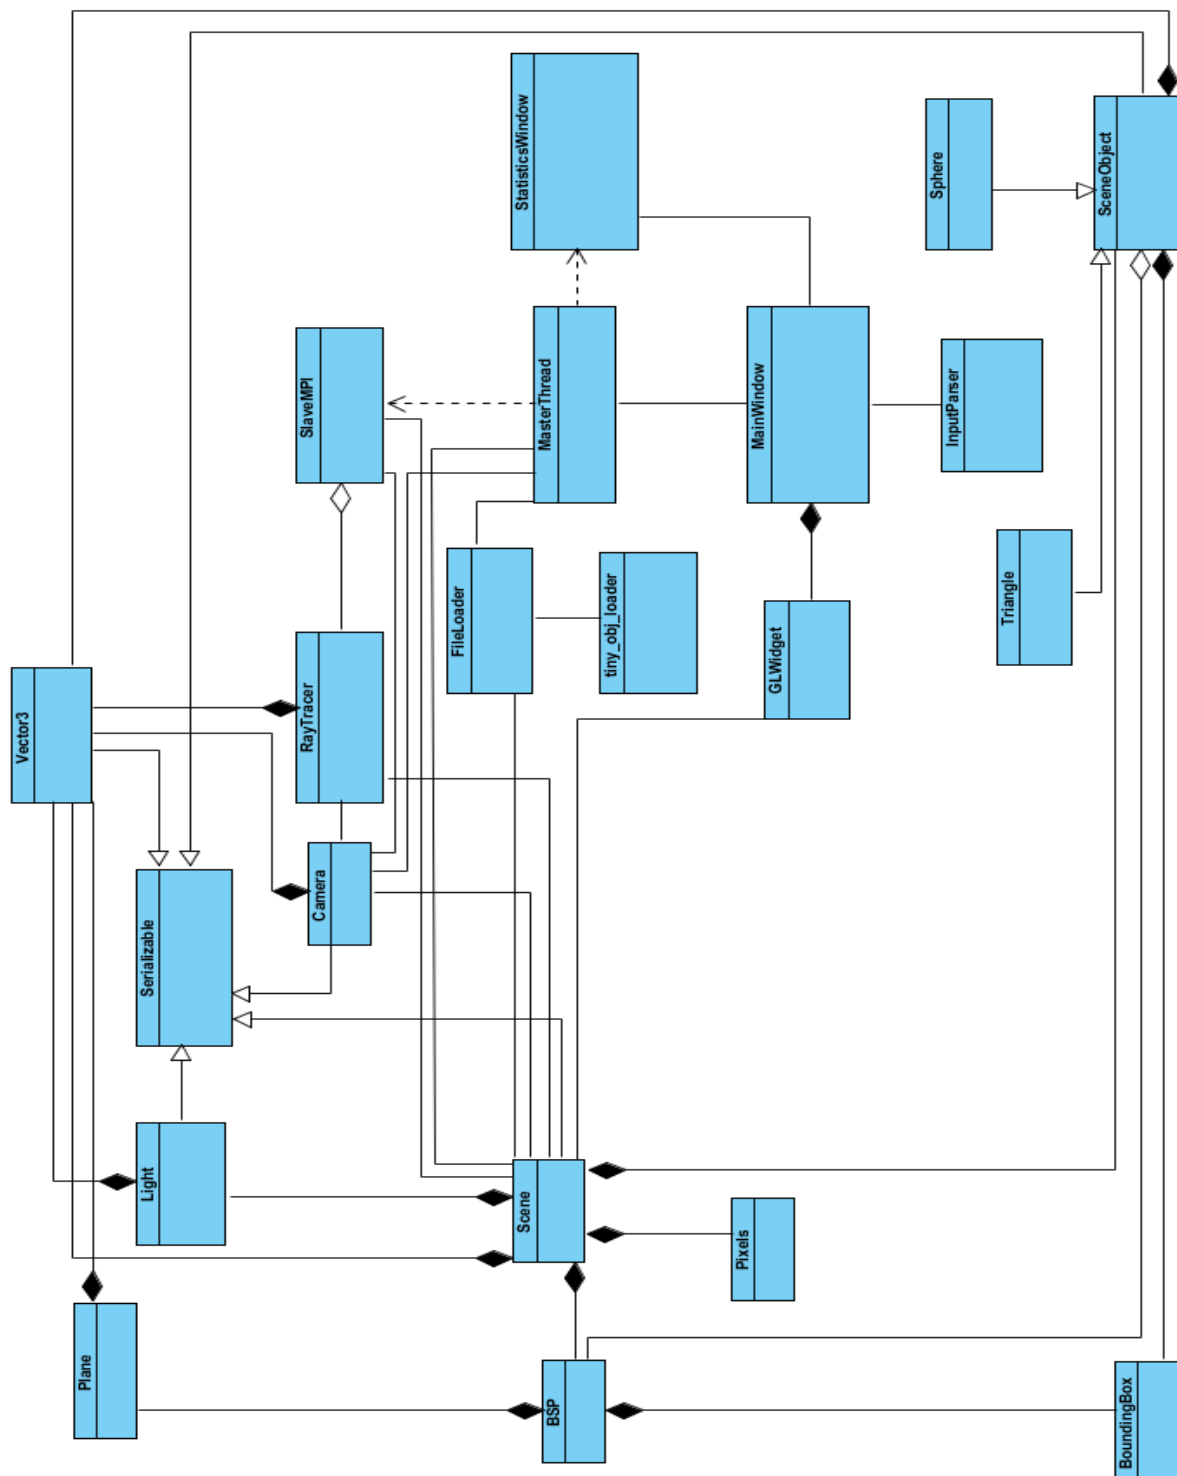 Vector3
Plane
Light
Serializable
Camera
RayTracer
SlaveMPI
FileLoader
tiny_obj_loader
MasterThread
StatisticsWindow
Scene
BSP
Pixels
GLWidget
MainWindow
InputParser
Sphere
Triangle
SceneObject
BoundingBox